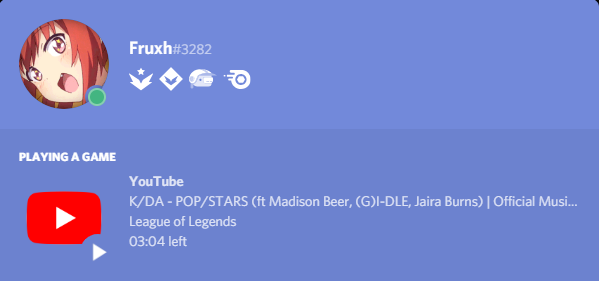 Fruxh#3282
PLAYING A GAME
YouTube
K/DA - POP/STARS (ft Madison Beer, (G)I-DLE, Jaira Burns) | Official Musi...
League of Legends
03:04 left